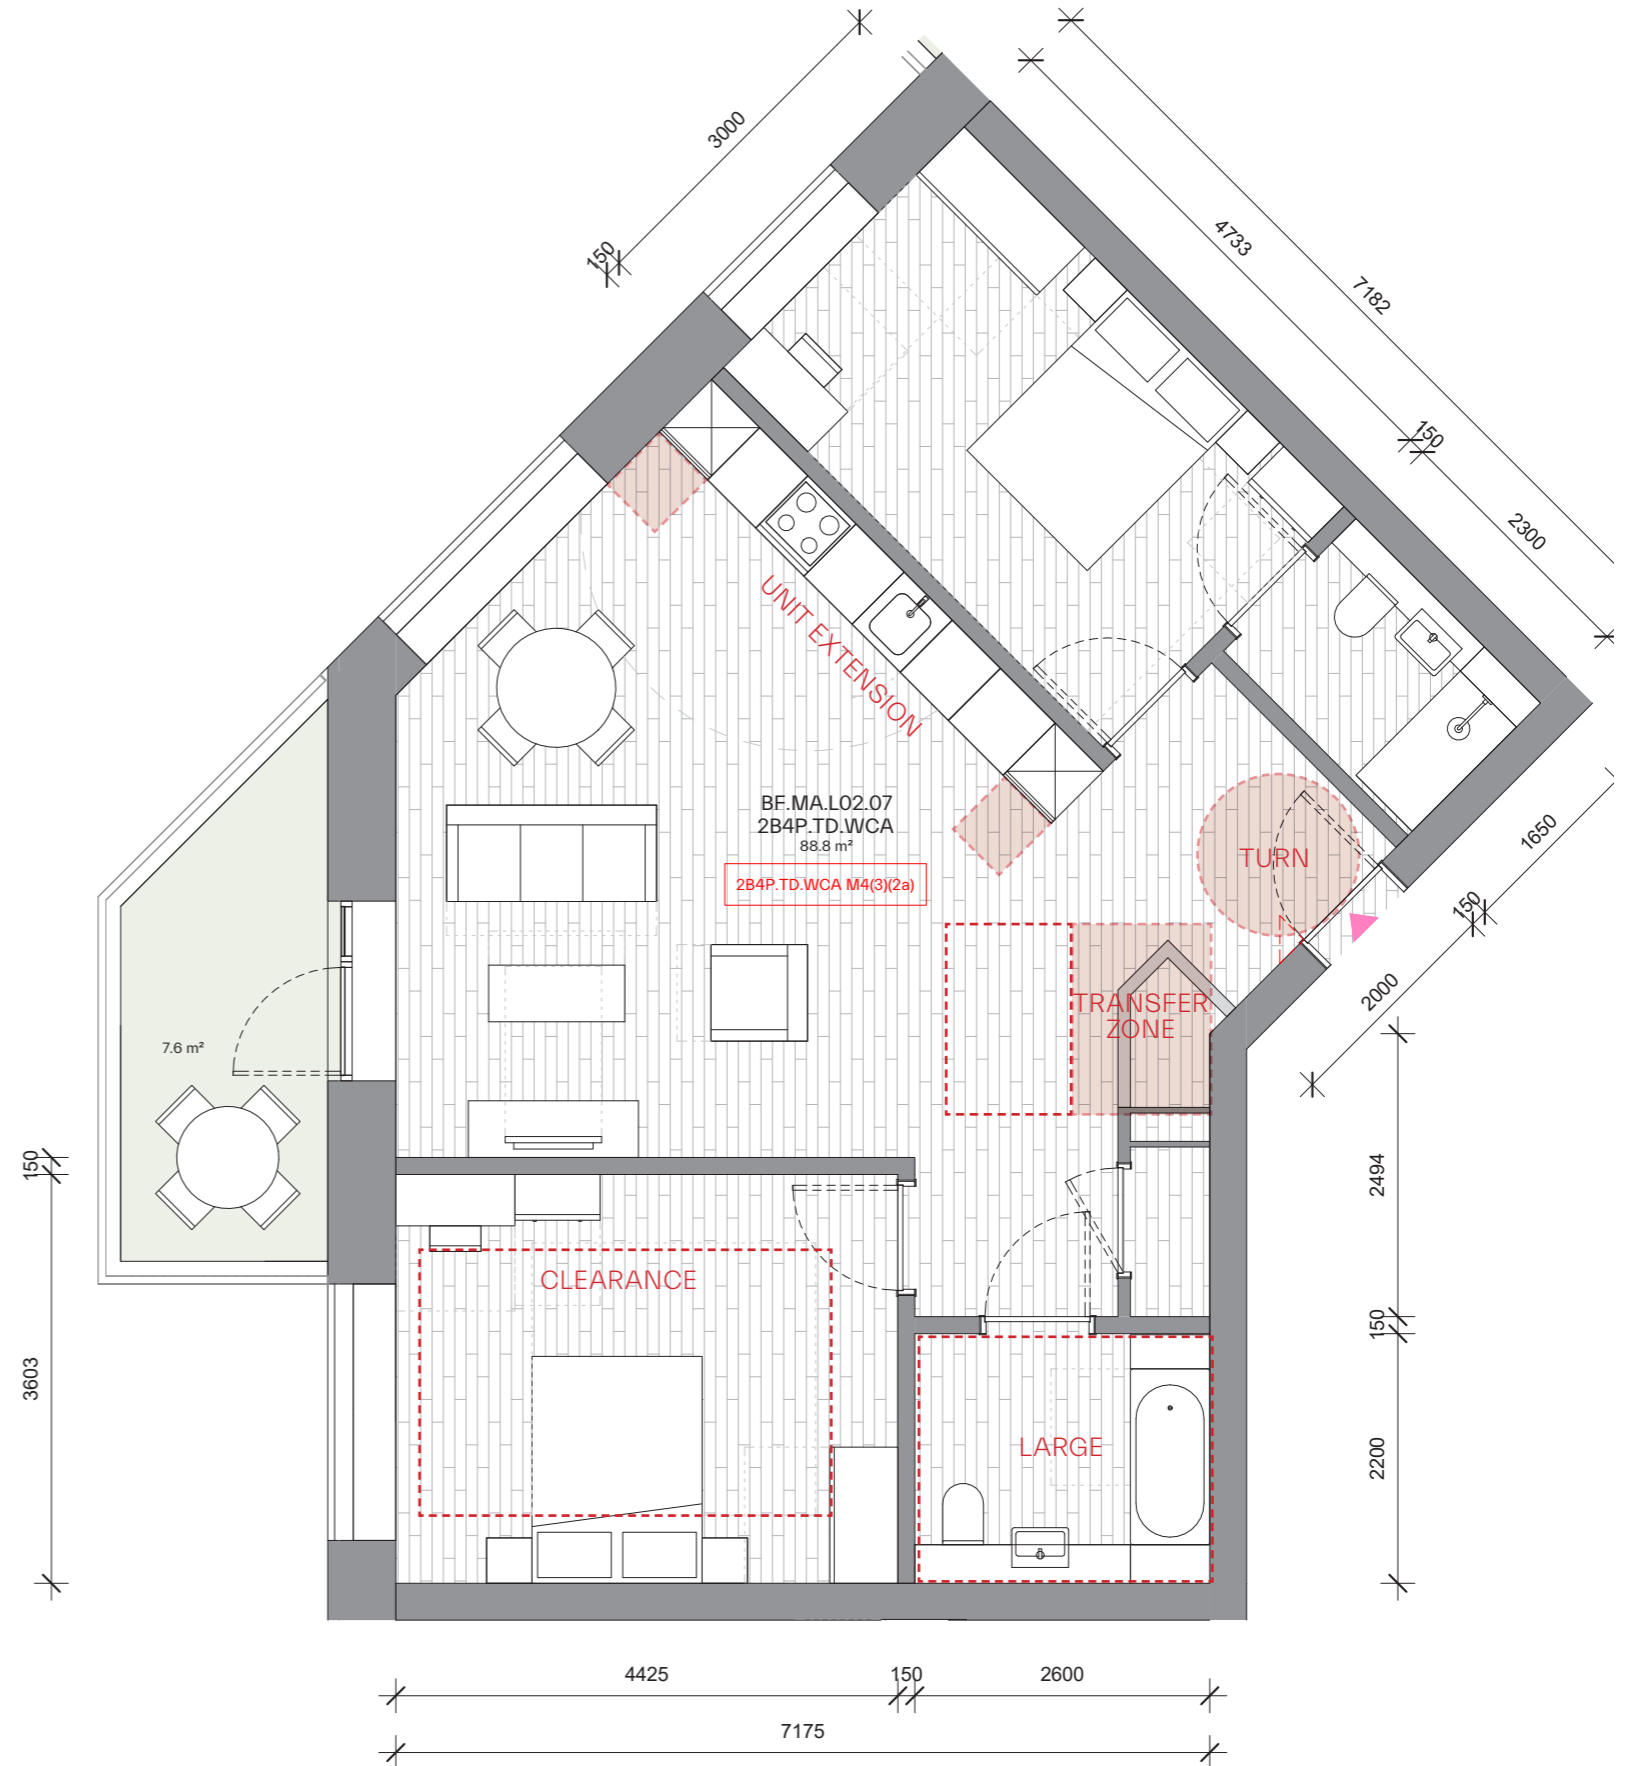 3000
150
4733
7182
150
2300
UNIT EXTENSION
BF.MA.L02.07
2B4P.TD.WCA
88.8 m²
2B4P.TD.WCA M4(3)(2a)
TURN
1650
150
2000
TRANSFER
ZONE
7.6 m²
150
2494
CLEARANCE
150
3603
LARGE
2200
4425
150
2600
7175